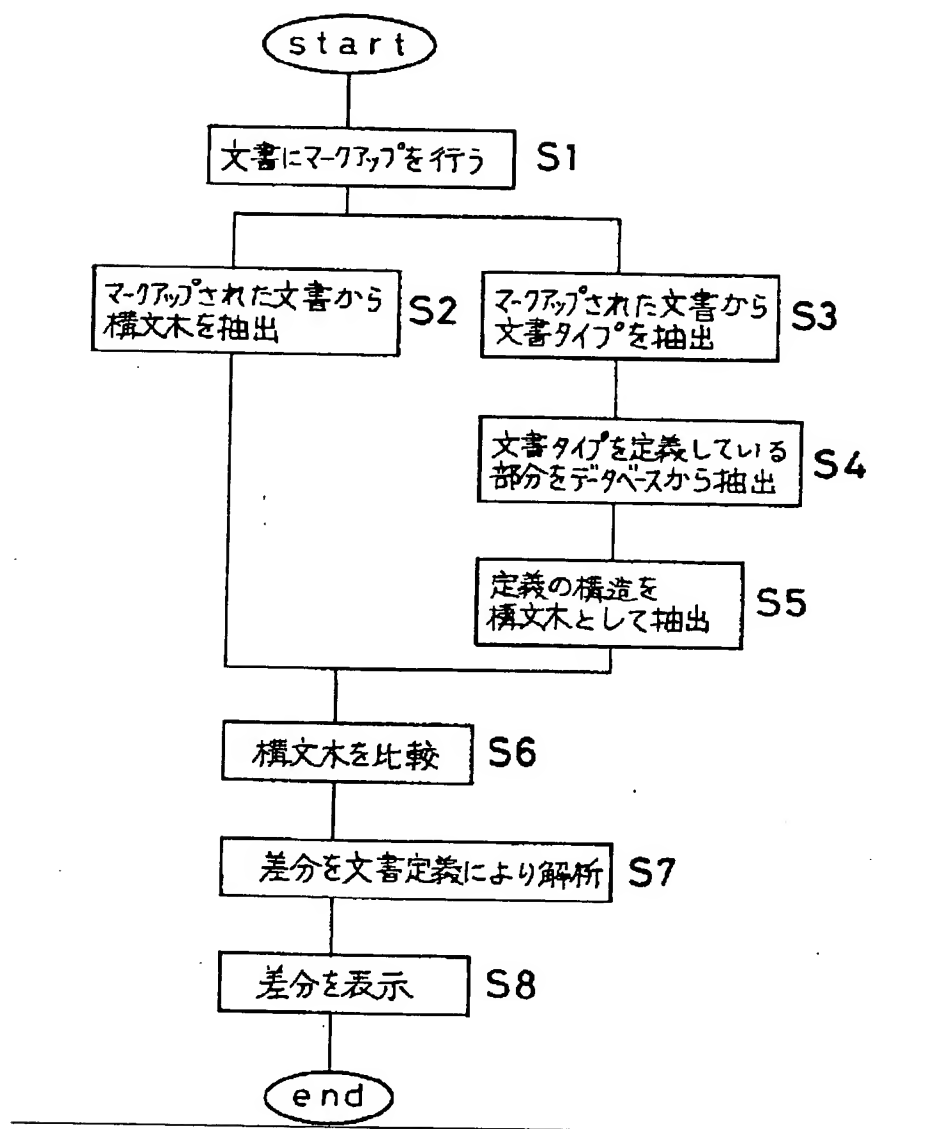 start
文書にマークアップを行う S1
マークアップされた文書から
構文木を抽出
S2
マークアップされた文書から
文書タイプを抽出
S3
文書タイプを定義している
部分をデータベースから抽出
S4
定義の構造を
構文木として抽出
S5
構文木を比較 S6
差分を文書定義により解析 S7
差分を表示 S8
end